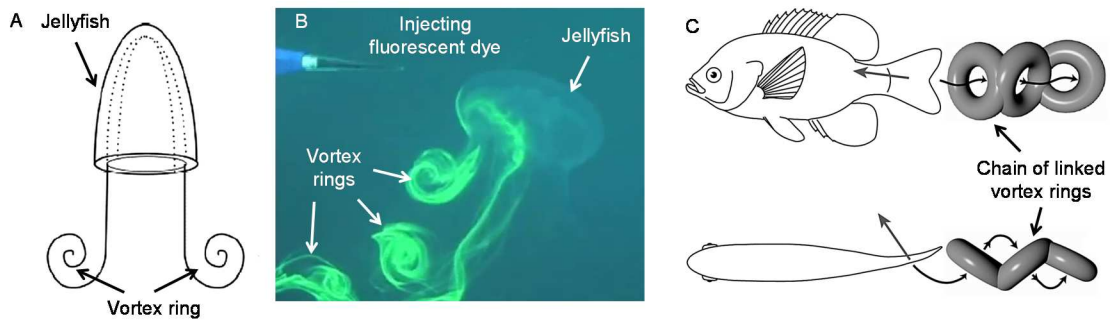 A
Jellyfish
Vortex ring
B
Injecting
fluorescent dye
Jellyfish
Vortex
rings
C
Chain of linked
vortex rings